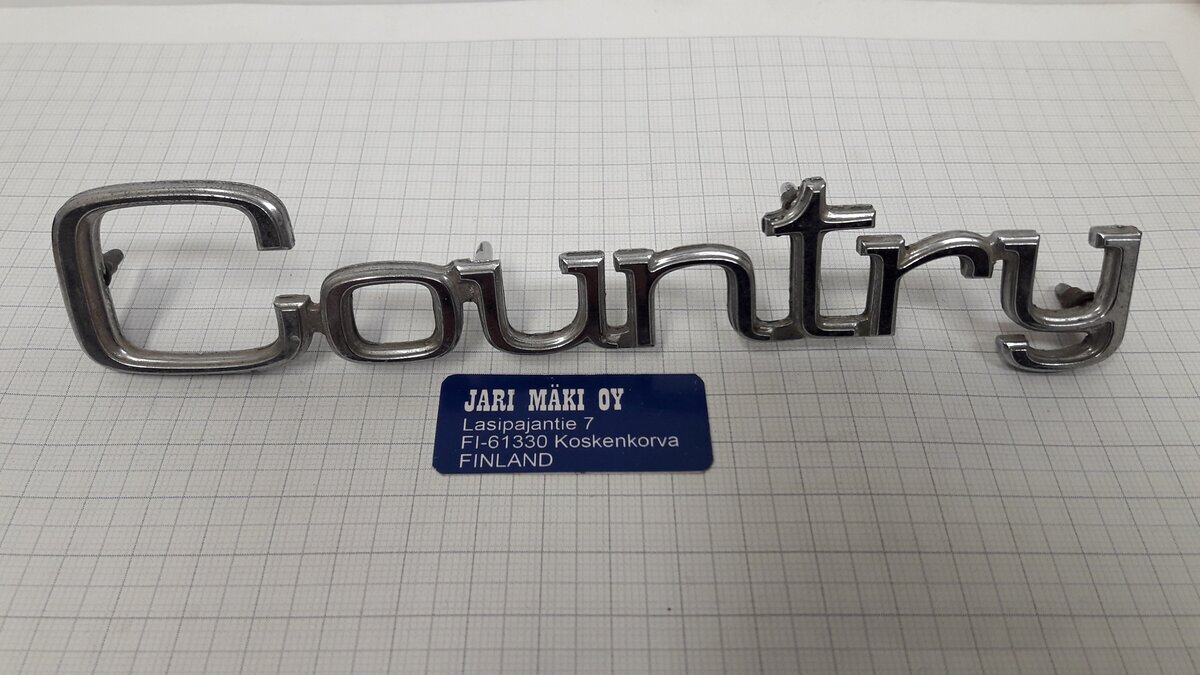 Country
JARI MÄKI OY
Lasipajantie 7
FI-61330 Koskenkorva
FINLAND